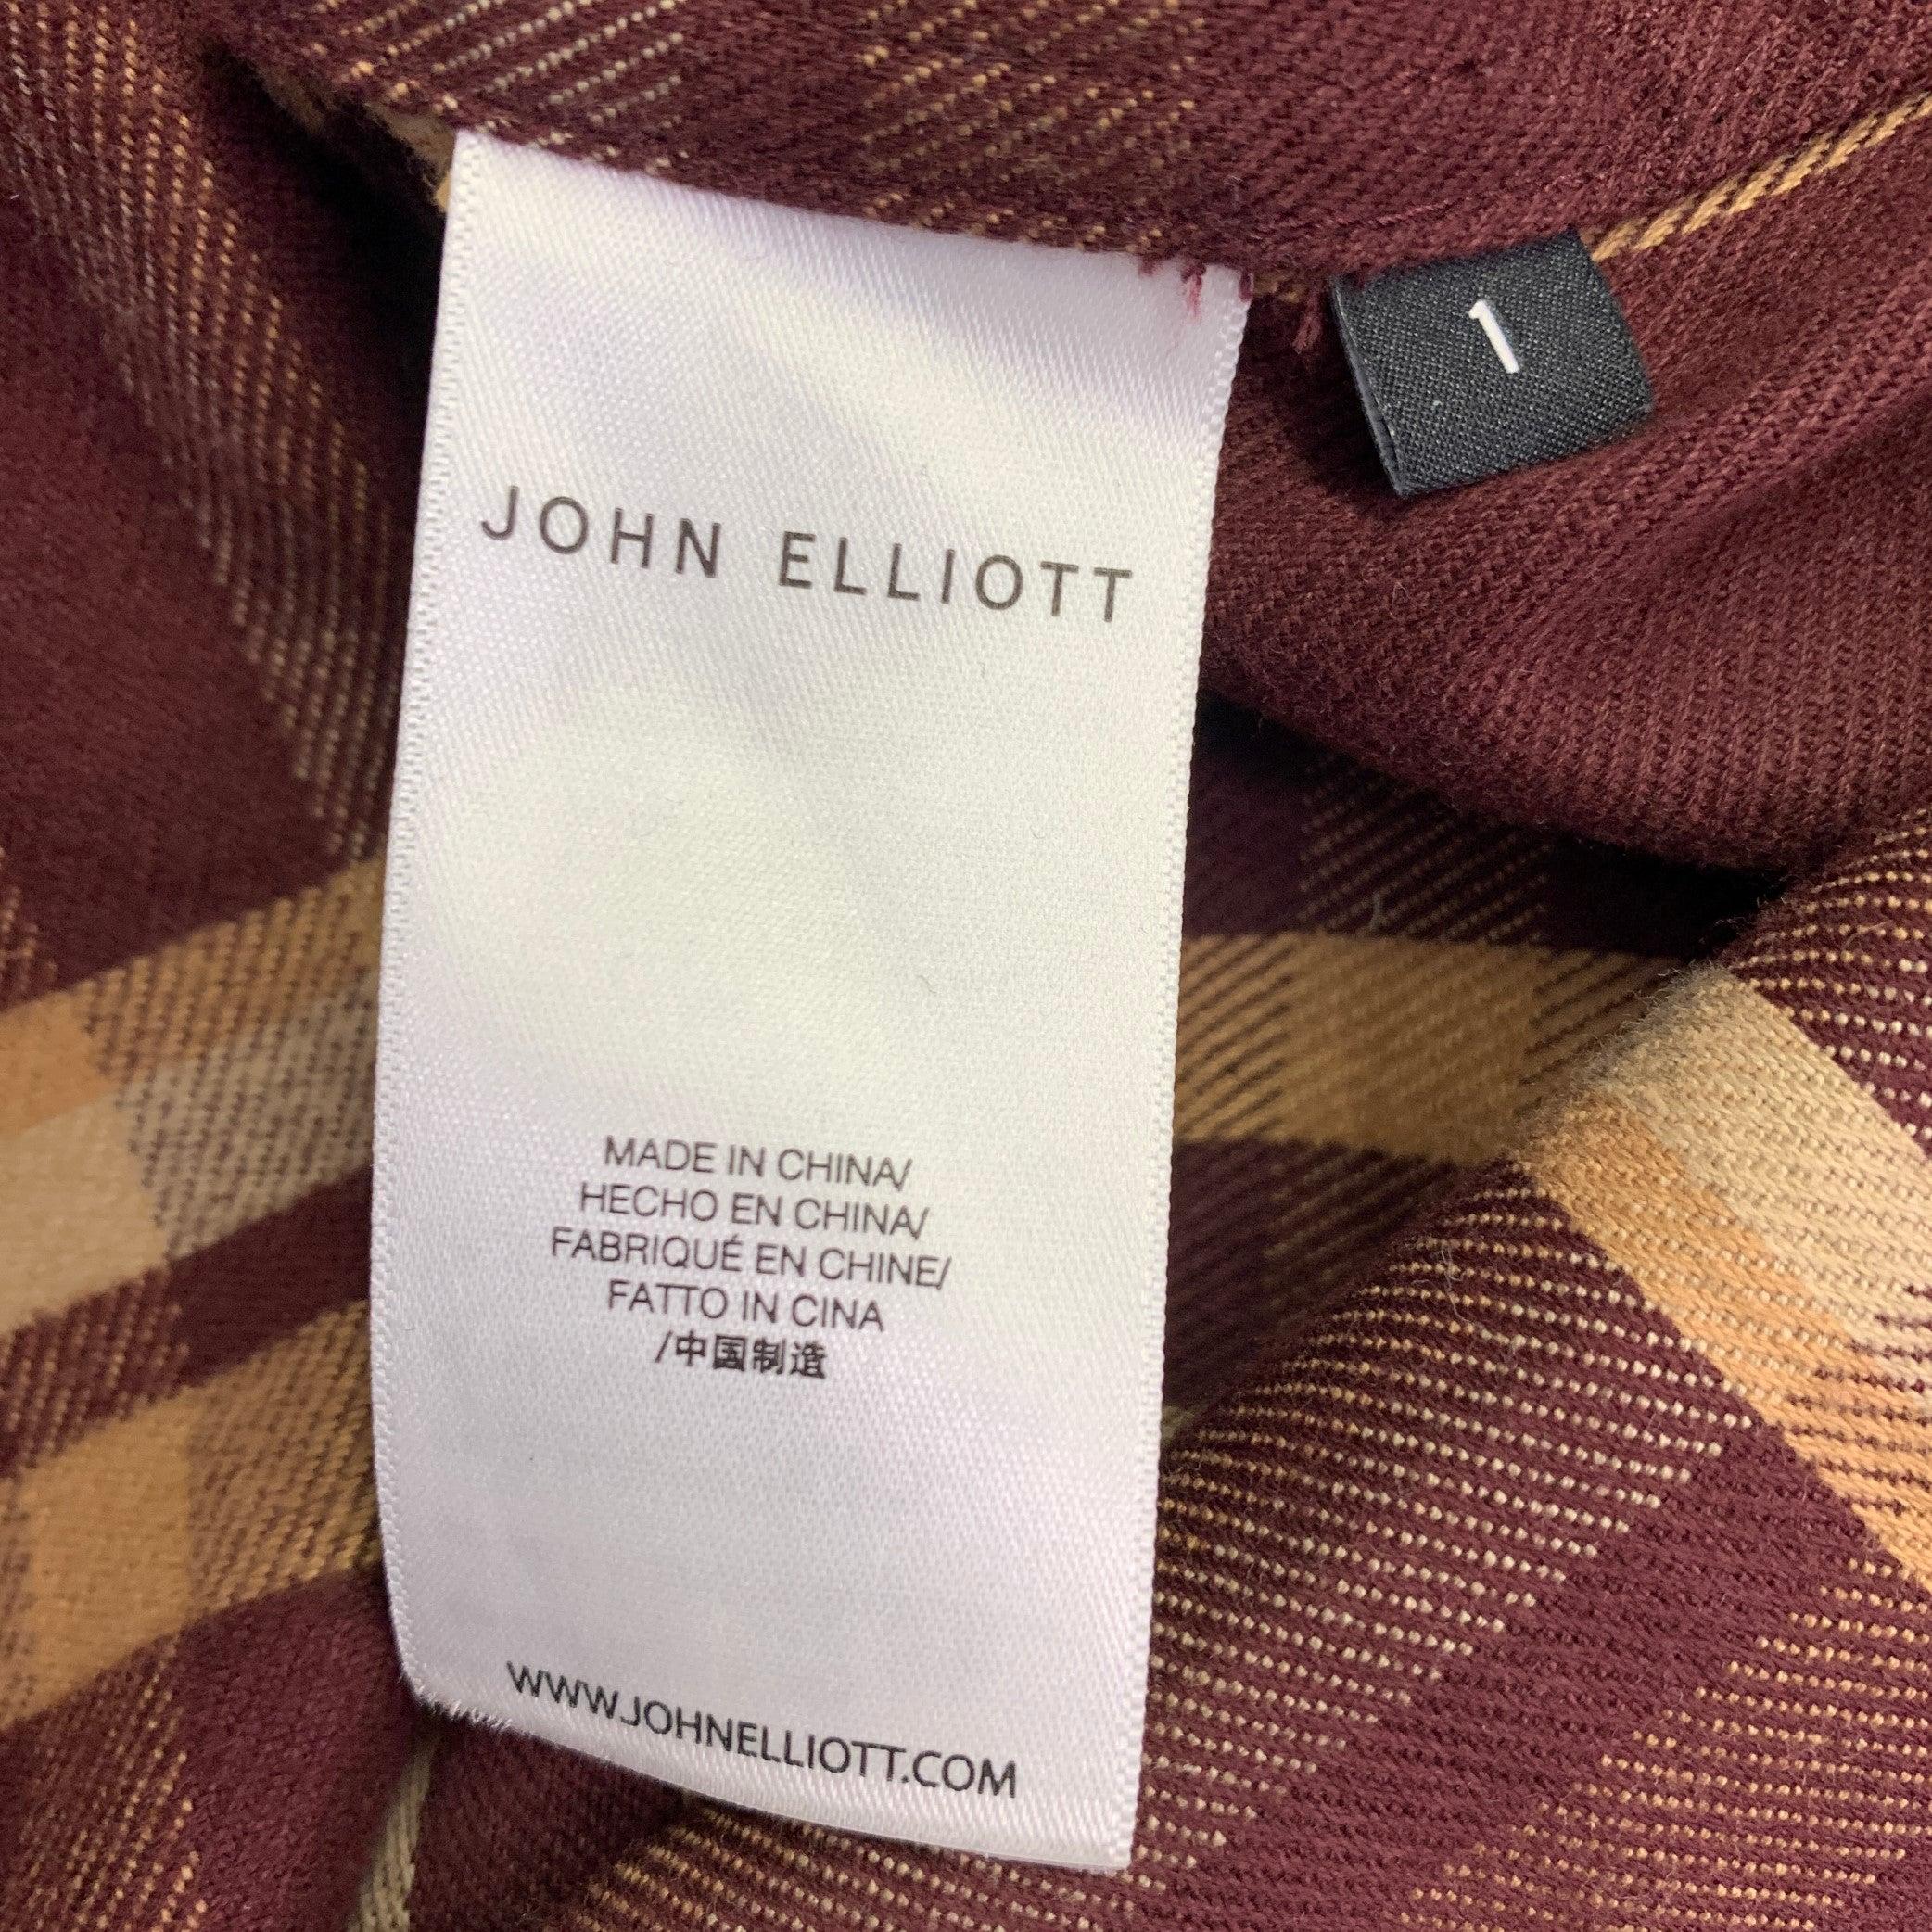 1
JOHN ELLIOTT
MADE IN CHINA/
HECHO EN CHINA/
FABRIQUÉ EN CHINE/
FATTO IN CINA
/中国制造
WWW.JOHNELLIOTT.COM